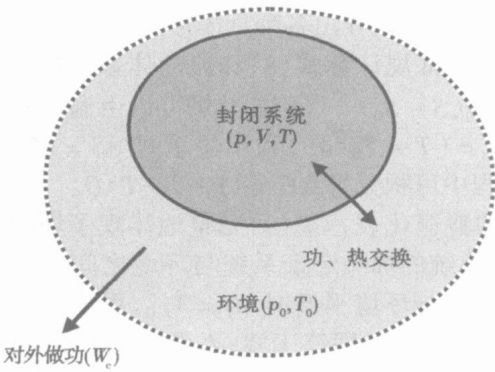 封闭系统
(p, V, T)
功、热交换
环境(p₀, T₀)
对外做功(Wc)